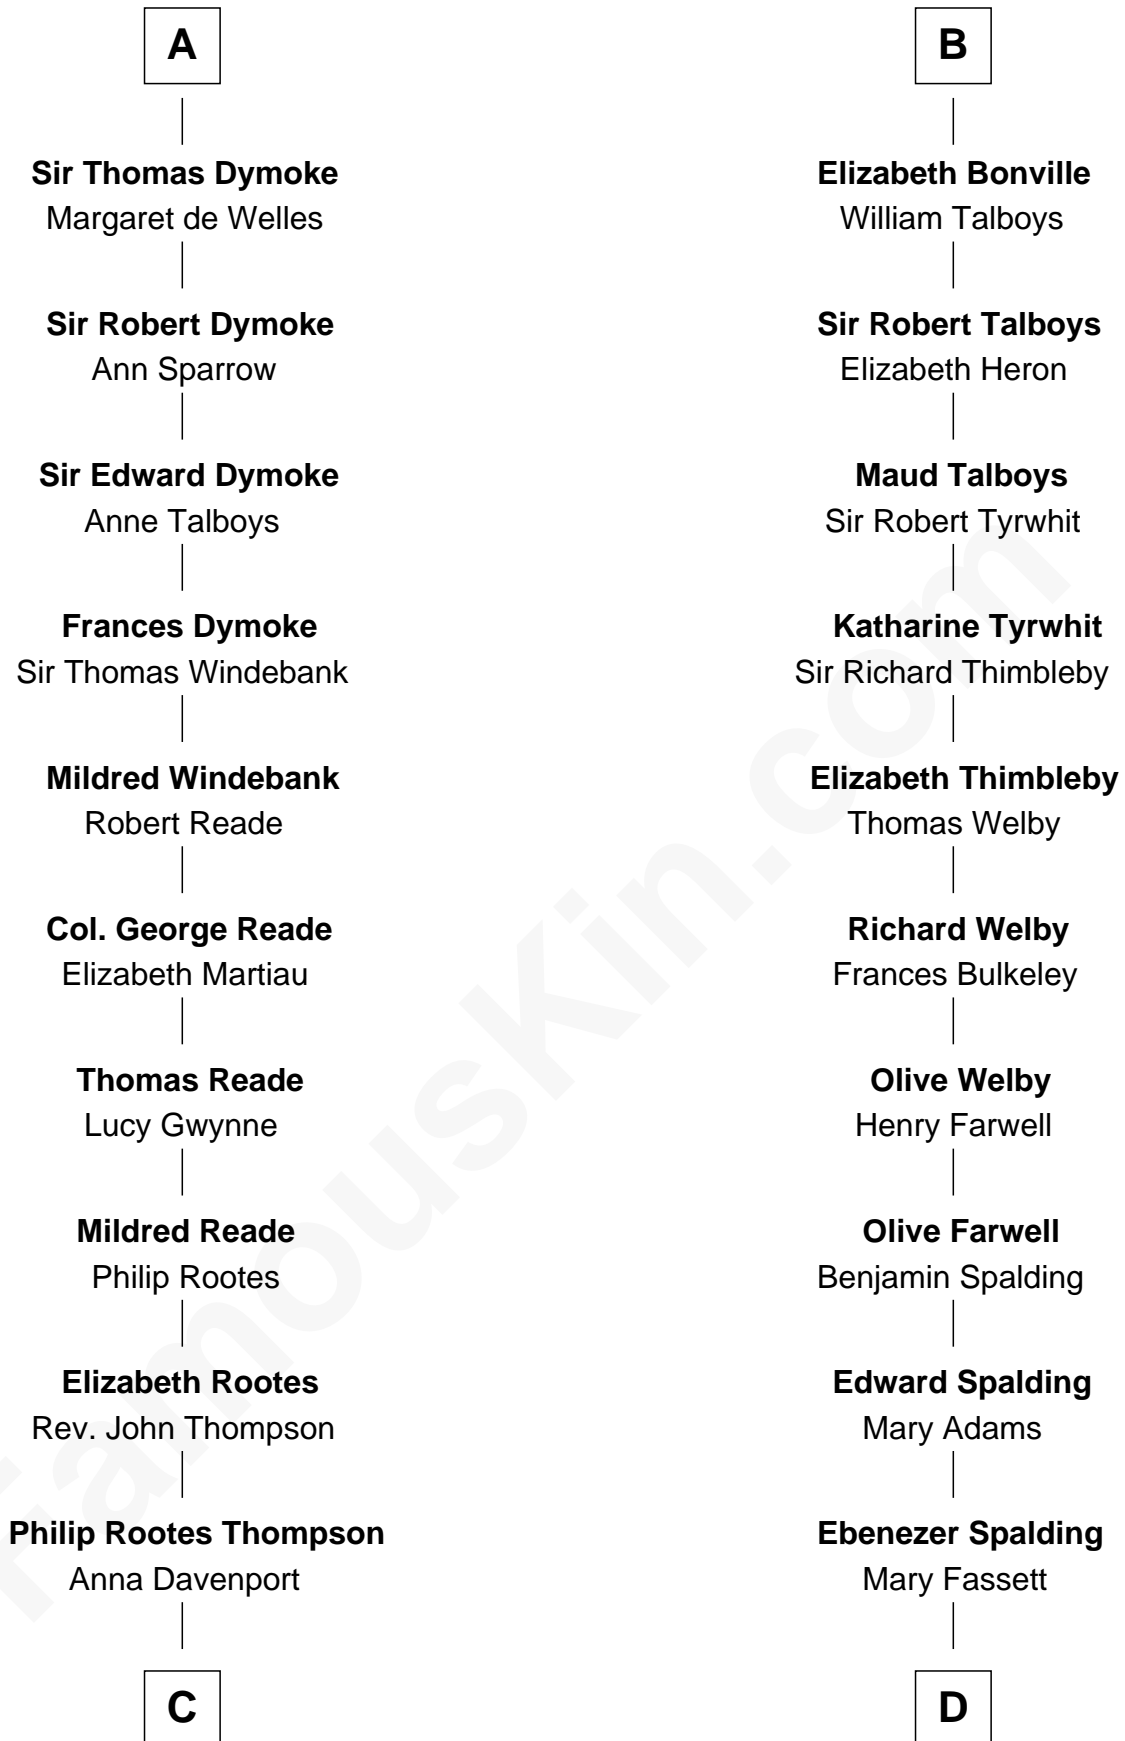 A
Sir Thomas Dymoke
Margaret de Welles
Sir Robert Dymoke
Ann Sparrow
Sir Edward Dymoke
Anne Talboys
Frances Dymoke
Sir Thomas Windebank
Mildred Windebank
Robert Reade
Col. George Reade
Elizabeth Martiau
Thomas Reade
Lucy Gwynne
Mildred Reade
Philip Rootes
Elizabeth Rootes
Rev. John Thompson
Philip Rootes Thompson
Anna Davenport
C
B
Elizabeth Bonville
William Talboys
Sir Robert Talboys
Elizabeth Heron
Maud Talboys
Sir Robert Tyrwhit
Katharine Tyrwhit
Sir Richard Thimbleby
Elizabeth Thimbleby
Thomas Welby
Richard Welby
Frances Bulkeley
Olive Welby
Henry Farwell
Olive Farwell
Benjamin Spalding
Edward Spalding
Mary Adams
Ebenezer Spalding
Mary Fassett
D
FamousKin.com